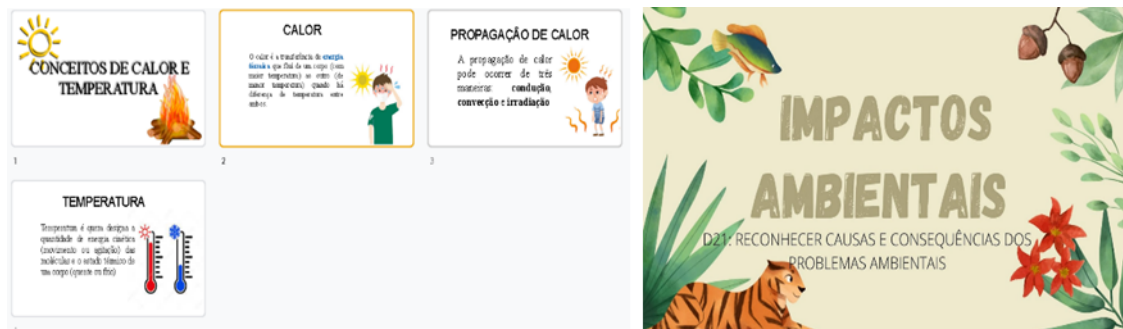 CONCEITOS DE CALOR E
TEMPERATURA
1
CALOR
O calor é a transferência de energia
térmica que flui de um corpo (com
maior temperatura) ao outro (de
menor temperatura) quando há
diferença de temperatura entre
ambos.
2
PROPAGAÇÃO DE CALOR
A propagação de calor
pode ocorrer de três
maneiras: condução,
convecção e irradiação
3
TEMPERATURA
Temperatura é quem designa a
quantidade de energia cinética
(movimento ou agitação) das
moléculas e o estado térmico de
um corpo (quente ou frio)
IMPACTOS
AMBIENTAIS
D21: RECONHECER CAUSAS E CONSEQUÊNCIAS DOS
PROBLEMAS AMBIENTAIS